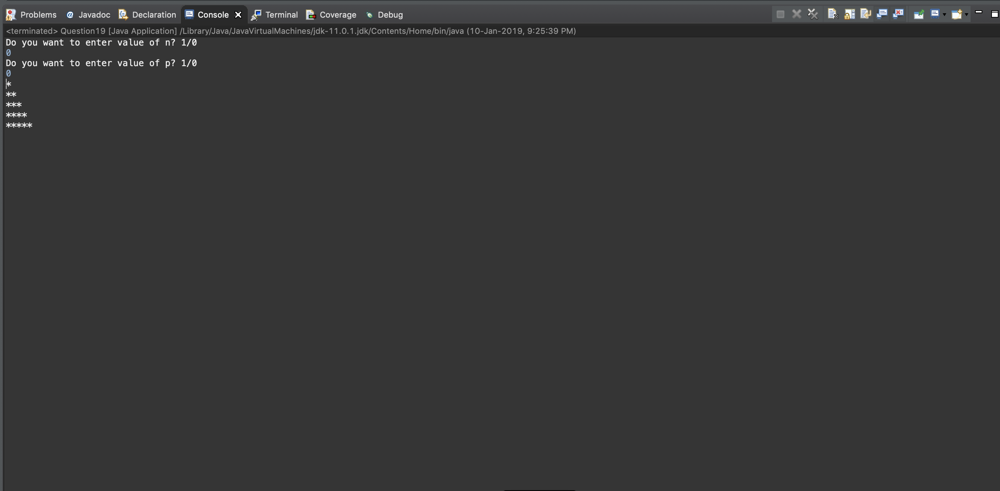 Problems @ Javadoc Declaration Console Terminal Coverage Debug
<terminated> Question19 [Java Application] /Library/Java/JavaVirtualMachines/jdk-11.0.1.jdk/Contents/Home/bin/java (10-Jan-2019, 9:25:39 PM)
Do you want to enter value of n? 1/0
0
Do you want to enter value of p? 1/0
0
*
**
***
****
*****